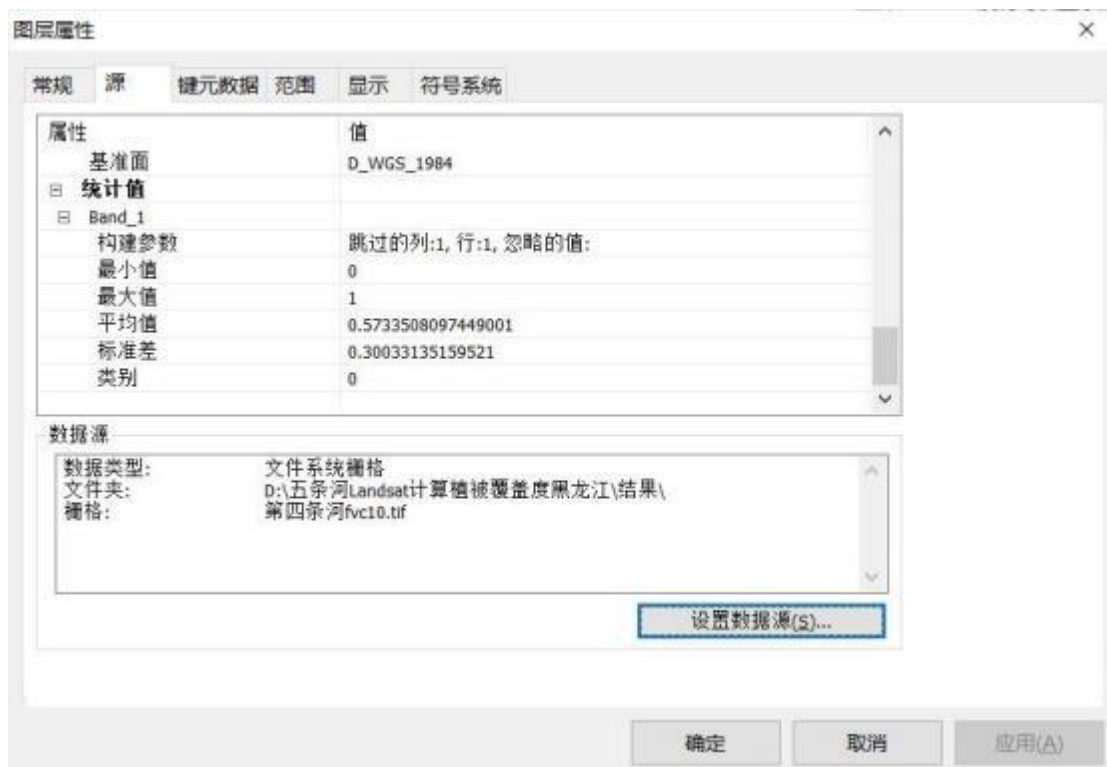 图层属性
常规 源 键元数据 范围 显示 符号系统
属性 值
基准面 D_WGS_1984
统计值
Band_1
构建参数 跳过的列:1, 行:1, 忽略的值:
最小值 0
最大值 1
平均值 0.5733508097449001
标准差 0.30033135159521
类别 0
数据源
数据类型: 文件系统栅格
文件夹: D:\五条河Landsat计算植被覆盖度黑龙江\结果\
栅格: 第四条河fvc10.tif
设置数据源(S)...
确定 取消 应用(A)